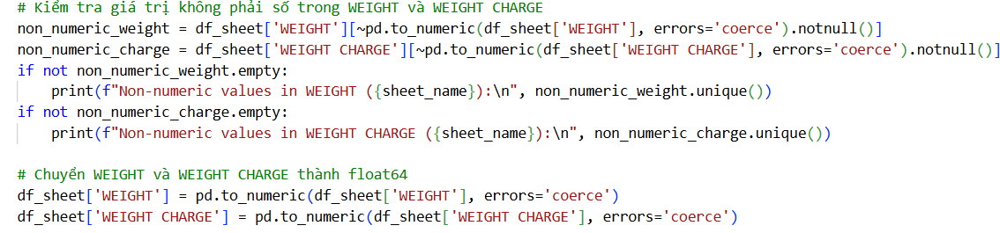 # Kiểm tra giá trị không phải số trong WEIGHT và WEIGHT CHARGE
non_numeric_weight = df_sheet['WEIGHT'][~pd.to_numeric(df_sheet['WEIGHT'], errors='coerce').notnull()]
non_numeric_charge = df_sheet['WEIGHT CHARGE'][~pd.to_numeric(df_sheet['WEIGHT CHARGE'], errors='coerce').notnull()]
if not non_numeric_weight.empty:
    print(f"Non-numeric values in WEIGHT ({sheet_name}):\n", non_numeric_weight.unique())
if not non_numeric_charge.empty:
    print(f"Non-numeric values in WEIGHT CHARGE ({sheet_name}):\n", non_numeric_charge.unique())

# Chuyển WEIGHT và WEIGHT CHARGE thành float64
df_sheet['WEIGHT'] = pd.to_numeric(df_sheet['WEIGHT'], errors='coerce')
df_sheet['WEIGHT CHARGE'] = pd.to_numeric(df_sheet['WEIGHT CHARGE'], errors='coerce')